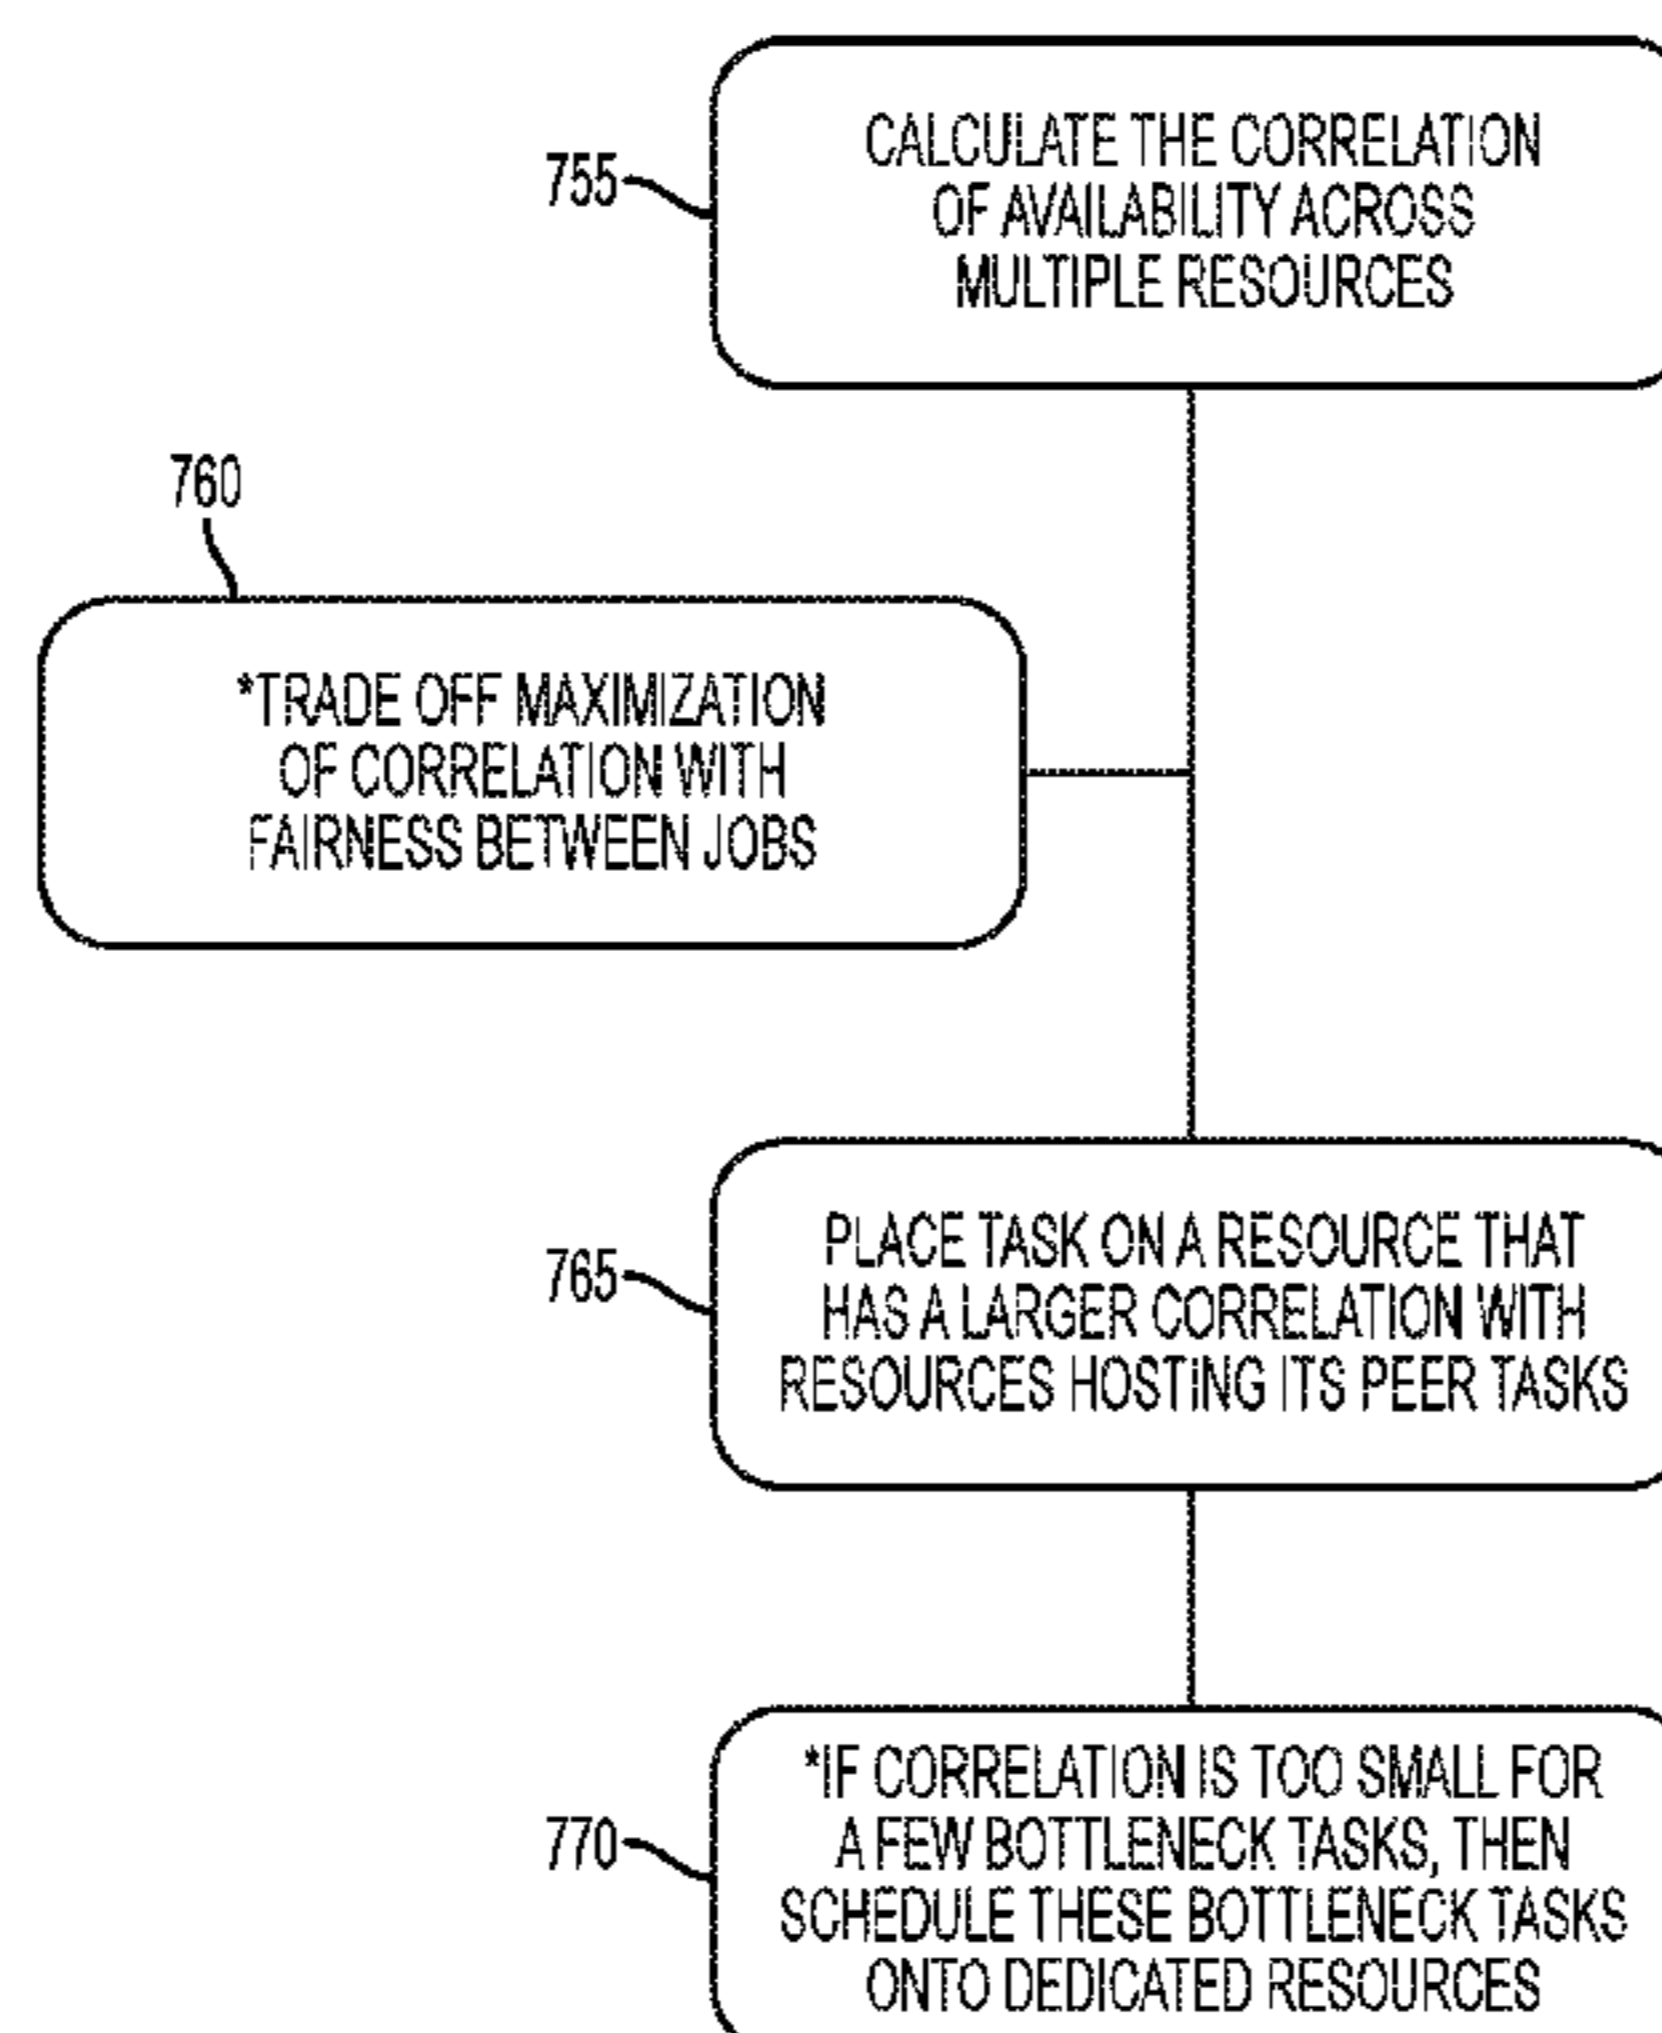 755
CALCULATE THE CORRELATION
OF AVAILABILITY ACROSS
MULTIPLE RESOURCES
760
*TRADE OFF MAXIMIZATION
OF CORRELATION WITH
FAIRNESS BETWEEN JOBS
765
PLACE TASK ON A RESOURCE THAT
HAS A LARGER CORRELATION WITH
RESOURCES HOSTING ITS PEER TASKS
770
*IF CORRELATION IS TOO SMALL FOR
A FEW BOTTLENECK TASKS, THEN
SCHEDULE THESE BOTTLENECK TASKS
ONTO DEDICATED RESOURCES